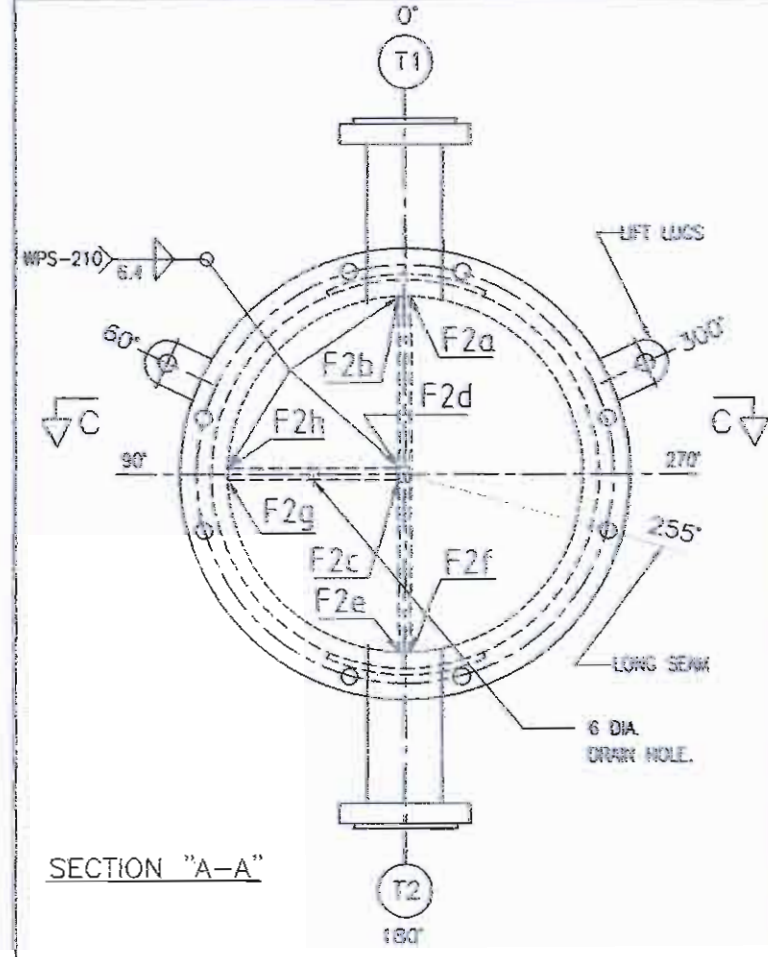 0°
T1
WPS-210
6.4
LIFT LUGS
60°
300°
F2a
F2b
F2d
C
C
F2h
90°
270°
F2g
255°
F2c
F2f
F2e
LONG SEAM
6 DIA.
DRAIN HOLE.
SECTION "A-A"
T2
180°